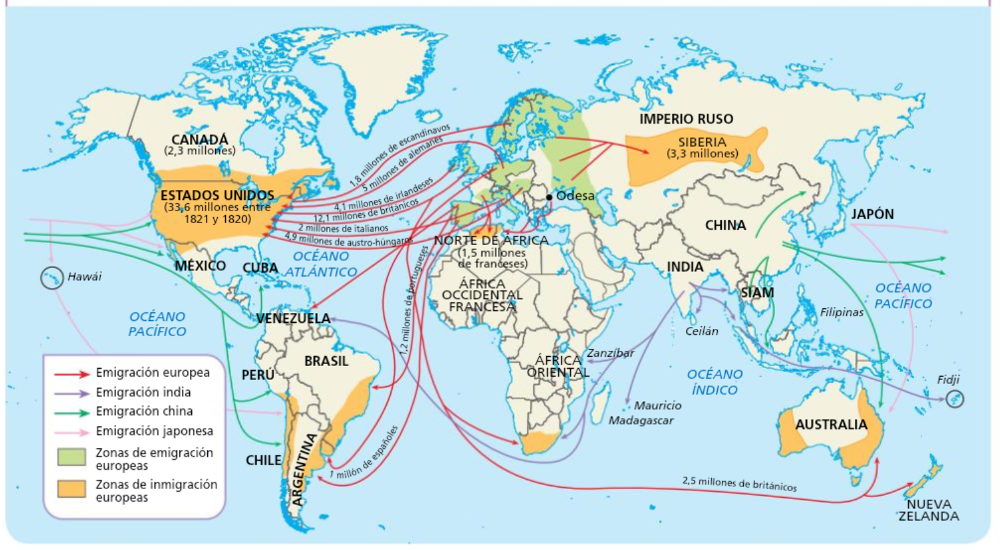 IMPERIO RUSO
CANADÁ
(2,3 millones)
SIBERIA
(3,3 millones)
1,8 millones de escandinavos
5 millones de alemanes
4,1 millones de irlandeses
12,1 millones de británicos
2 millones de italianos
4,9 millones de austro-húngaros
ESTADOS UNIDOS
(33,6 millones entre
1821 y 1820)
Odesa
CHINA
JAPÓN
NORTE DE ÁFRICA
(1,5 millones
de franceses)
MÉXICO
CUBA
OCÉANO
ATLÁNTICO
Hawái
INDIA
SIAM
ÁFRICA
OCCIDENTAL
FRANCESA
OCÉANO
PACÍFICO
Filipinas
OCÉANO
PACÍFICO
VENEZUELA
1,2 millones de portugueses
Ceilán
Zanzíbar
BRASIL
ÁFRICA
ORIENTAL
PERÚ
OCÉANO
ÍNDICO
Fidji
Mauricio
Madagascar
AUSTRALIA
CHILE
ARGENTINA
1 millón de españoles
2,5 millones de británicos
NUEVA
ZELANDA
Emigración europea
Emigración india
Emigración china
Emigración japonesa
Zonas de emigración
europeas
Zonas de inmigración
europeas